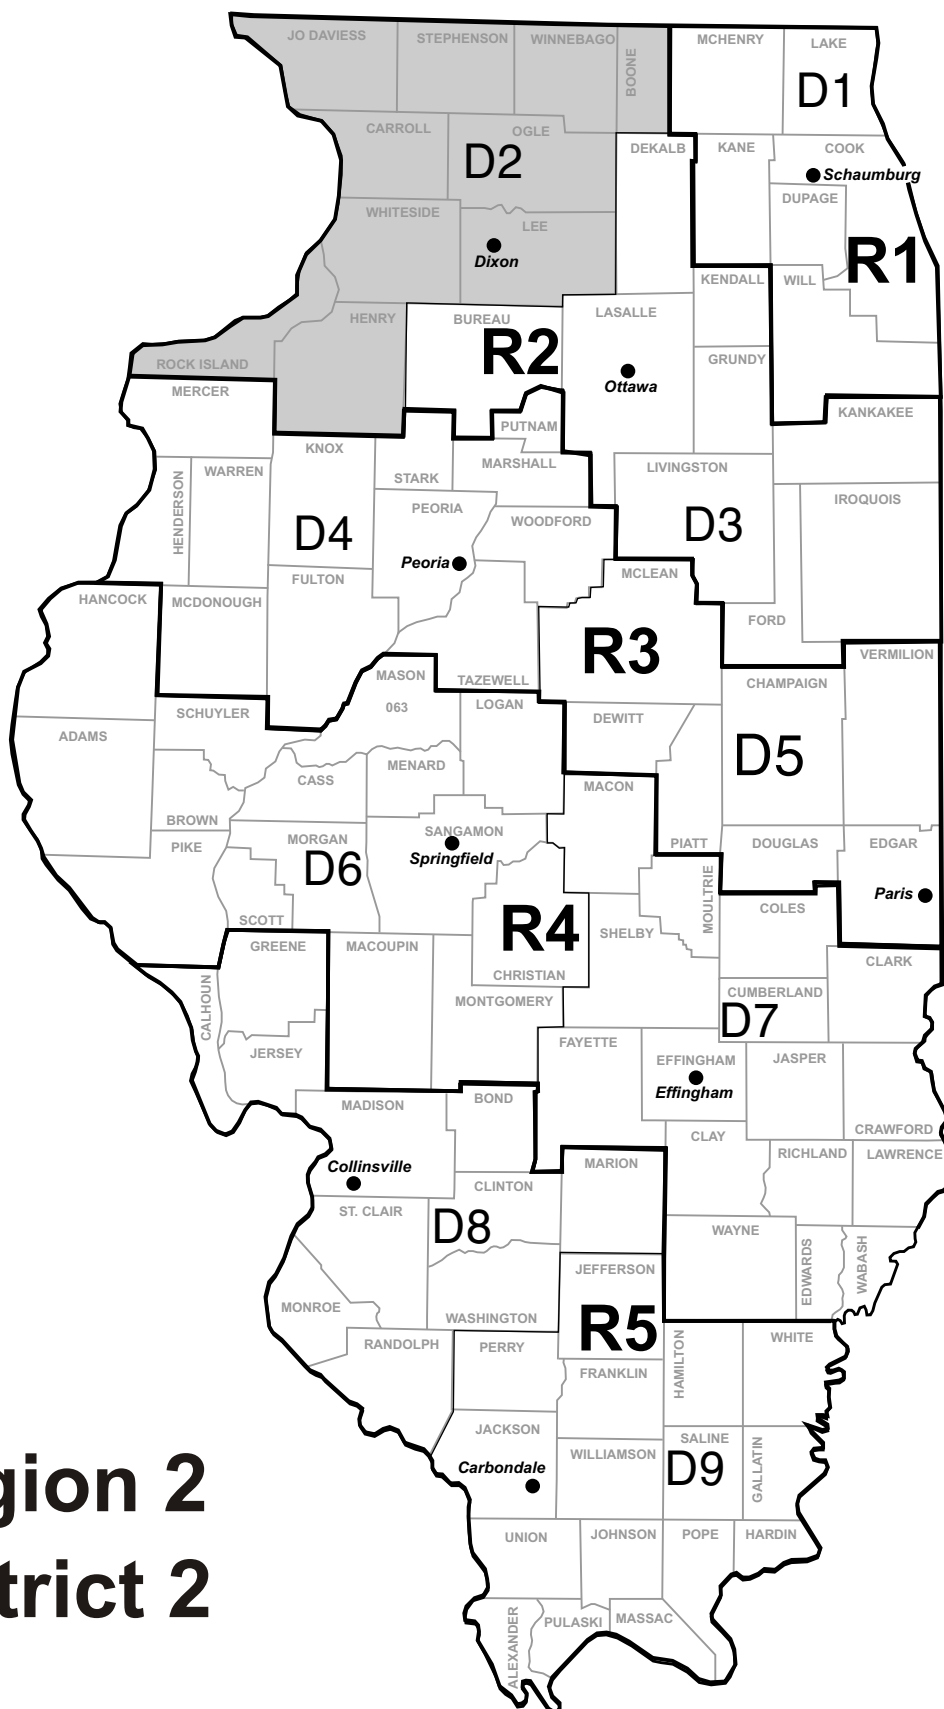 JO DAVIESS
STEPHENSON
WINNEBAGO
BOONE
MCHENRY
LAKE
D1
CARROLL
OGLE
D2
DEKALB
KANE
COOK
Schaumburg
DUPAGE
WHITESIDE
LEE
Dixon
R1
KENDALL
WILL
HENRY
BUREAU
R2
LASALLE
GRUNDY
ROCK ISLAND
Ottawa
MERCER
KANKAKEE
PUTNAM
KNOX
STARK
MARSHALL
LIVINGSTON
WARREN
HENDERSON
IROQUOIS
PEORIA
WOODFORD
D3
D4
Peoria
FULTON
MCLEAN
HANCOCK
MCDONOUGH
FORD
R3
VERMILION
MASON
TAZEWELL
CHAMPAIGN
063
LOGAN
SCHUYLER
DEWITT
ADAMS
D5
MENARD
CASS
MACON
BROWN
SANGAMON
MORGAN
Springfield
PIKE
PIATT
DOUGLAS
EDGAR
D6
MOULTRIE
Paris
COLES
SCOTT
R4
SHELBY
GREENE
MACOUPIN
CHRISTIAN
CLARK
CALHOUN
MONTGOMERY
CUMBERLAND
D7
FAYETTE
JERSEY
EFFINGHAM
JASPER
Effingham
MADISON
BOND
CLAY
CRAWFORD
RICHLAND
LAWRENCE
Collinsville
MARION
CLINTON
ST. CLAIR
D8
WAYNE
EDWARDS
WABASH
JEFFERSON
MONROE
WASHINGTON
R5
RANDOLPH
PERRY
HAMILTON
WHITE
FRANKLIN
JACKSON
SALINE
WILLIAMSON
D9
GALLATIN
Carbondale
gion 2
UNION
JOHNSON
POPE
HARDIN
trict 2
ALEXANDER
PULASKI
MASSAC